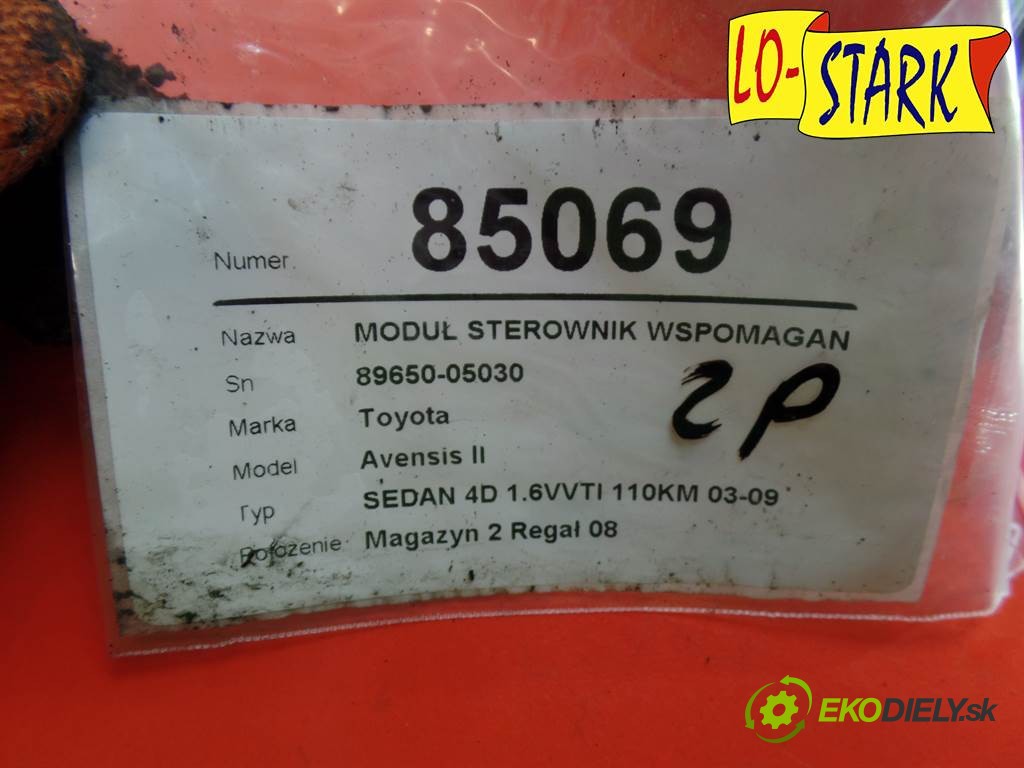 LO-STARK
Numer 85069
Nazwa MODUŁ STEROWNIK WSPOMAGAN
Sn 89650-05030
Marka Toyota
Model Avensis II
Typ SEDAN 4D 1.6VVTI 110KM 03-09
Położenie Magazyn 2 Regał 08
2P
EKODIELY.sk